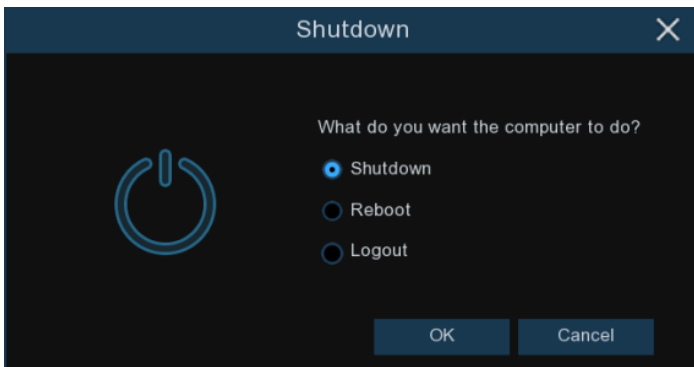 Shutdown
What do you want the computer to do?
Shutdown
Reboot
Logout
OK
Cancel